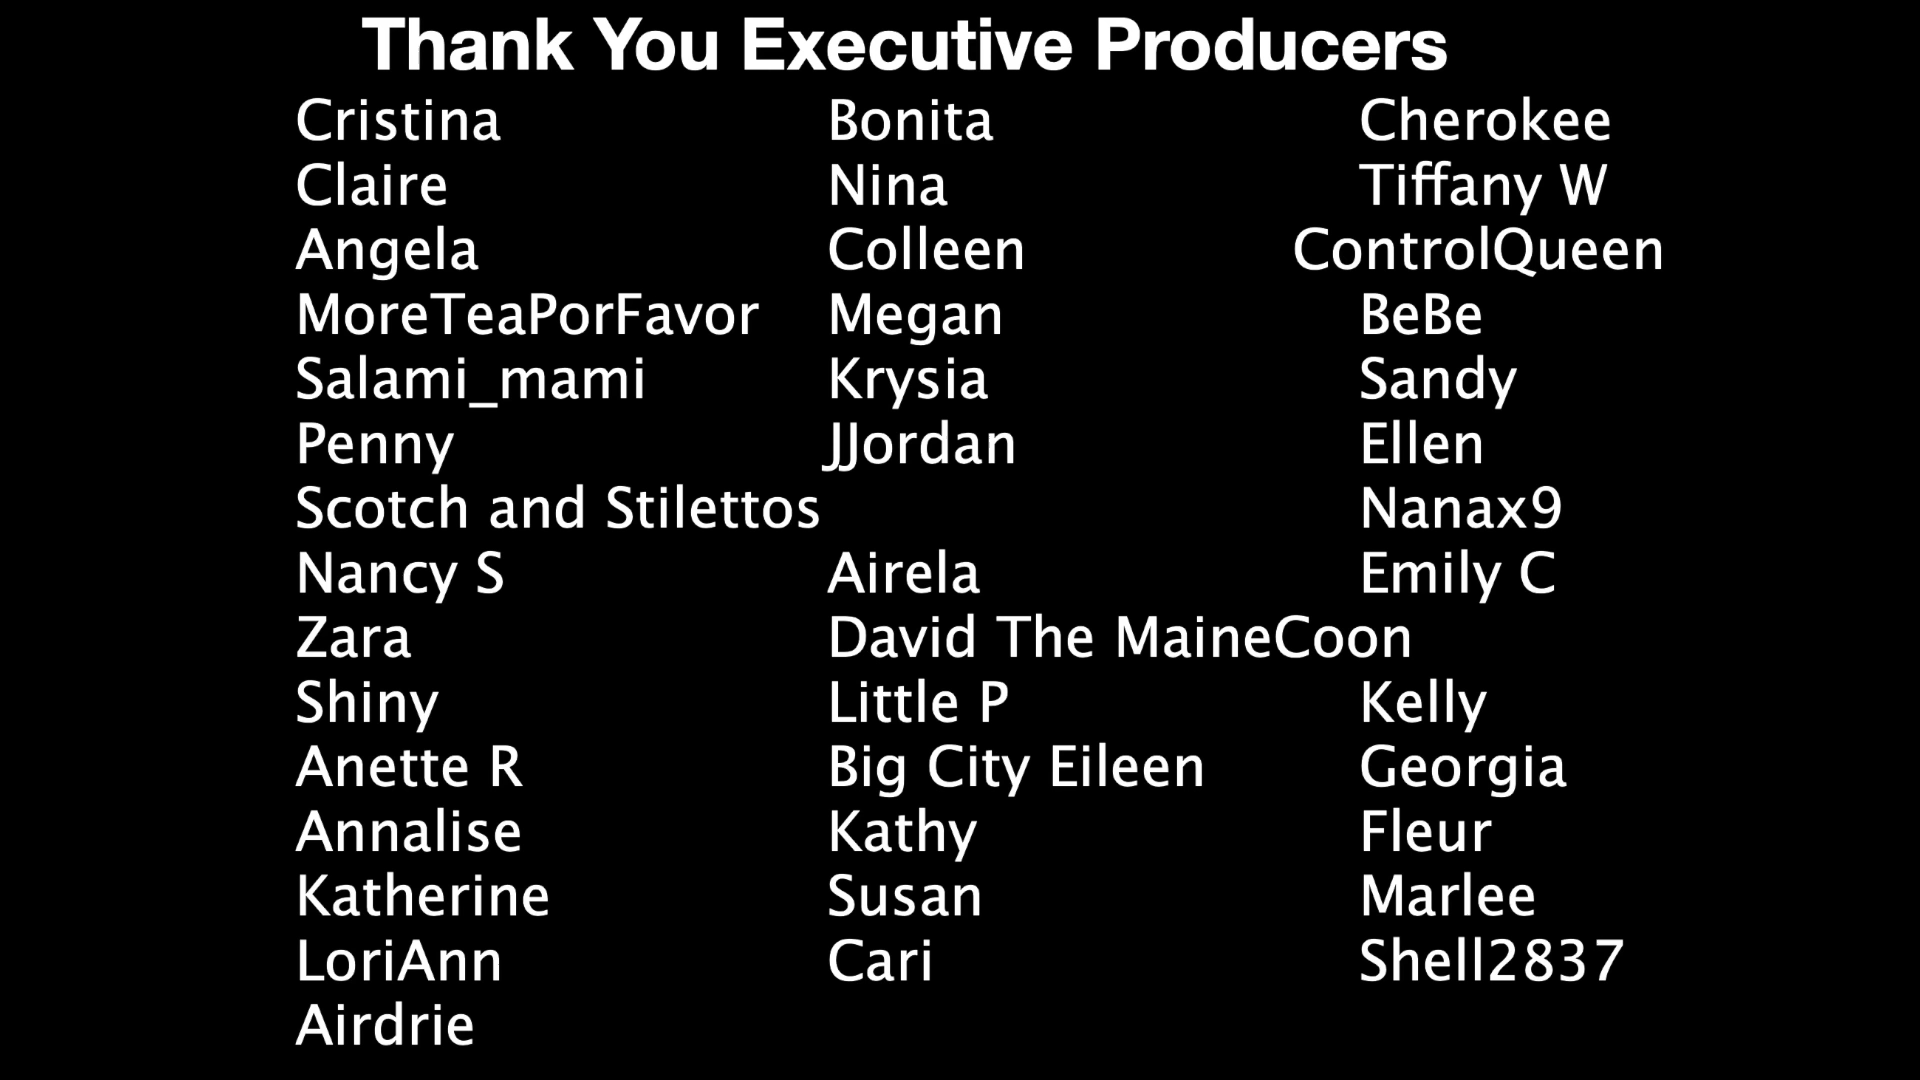 Thank You Executive Producers
Cristina Bonita Cherokee
Claire Nina Tiffany W
Angela Colleen ControlQueen
MoreTeaPorFavor Megan BeBe
Salami_mami Krysia Sandy
Penny JJordan Ellen
Scotch and Stilettos Nanax9
Nancy S Airela Emily C
Zara David The MaineCoon
Shiny Little P Kelly
Anette R Big City Eileen Georgia
Annalise Kathy Fleur
Katherine Susan Marlee
LoriAnn Cari Shell2837
Airdrie